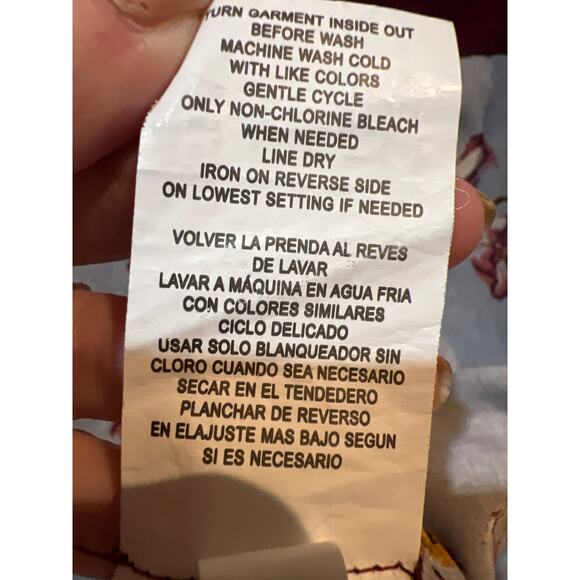 TURN GARMENT INSIDE OUT
BEFORE WASH
MACHINE WASH COLD
WITH LIKE COLORS
GENTLE CYCLE
ONLY NON-CHLORINE BLEACH
WHEN NEEDED
LINE DRY
IRON ON REVERSE SIDE
ON LOWEST SETTING IF NEEDED
VOLVER LA PRENDA AL REVES
DE LAVAR
LAVAR A MÁQUINA EN AGUA FRIA
CON COLORES SIMILARES
CICLO DELICADO
USAR SOLO BLANQUEADOR SIN
CLORO CUANDO SEA NECESARIO
SECAR EN EL TENDEDERO
PLANCHAR DE REVERSO
EN ELAJUSTE MAS BAJO SEGUN
SI ES NECESARIO